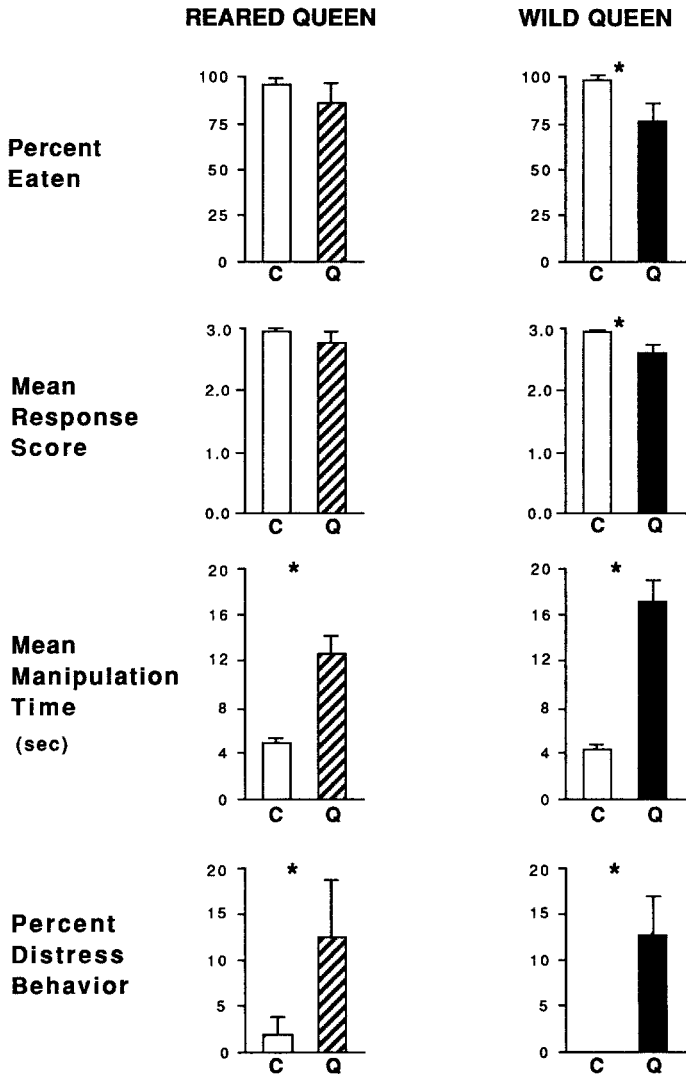 REARED QUEEN
WILD QUEEN
Percent
Eaten
100
75
50
25
0
C Q
*
100
75
50
25
0
C Q
Mean
Response
Score
3.0
2.0
1.0
0.0
C Q
*
3.0
2.0
1.0
0.0
C Q
Mean
Manipulation
Time
(sec)
*
20
16
12
8
4
0
C Q
*
20
16
12
8
4
0
C Q
Percent
Distress
Behavior
*
20
15
10
5
0
C Q
*
20
15
10
5
0
C Q